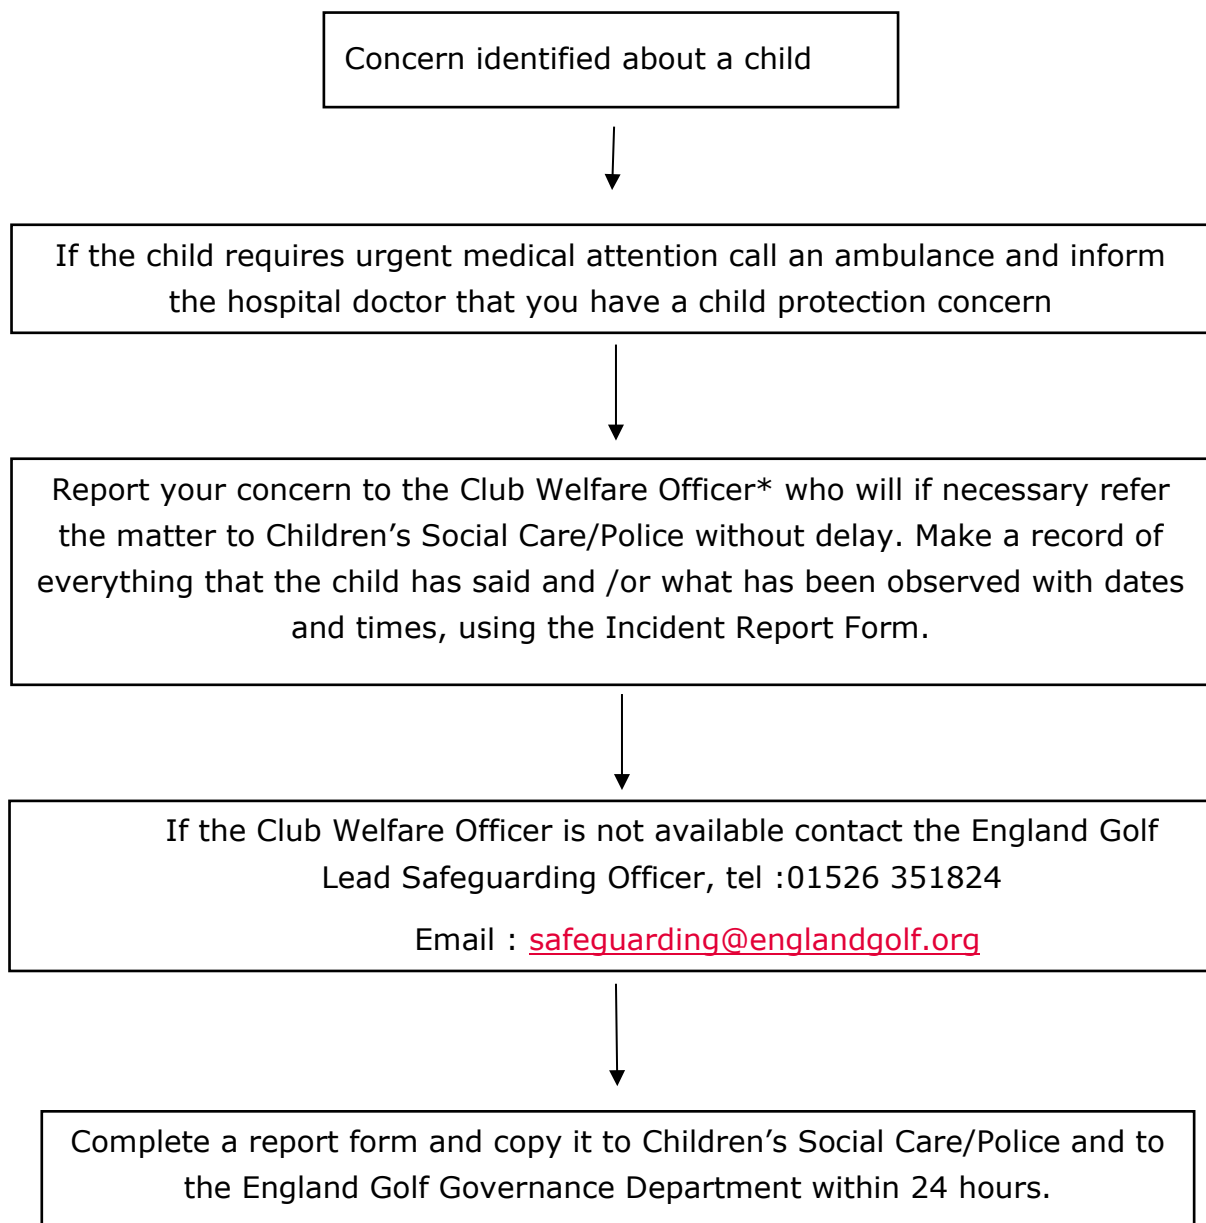 Concern identified about a child
If the child requires urgent medical attention call an ambulance and inform
the hospital doctor that you have a child protection concern
Report your concern to the Club Welfare Officer* who will if necessary refer
the matter to Children’s Social Care/Police without delay. Make a record of
everything that the child has said and /or what has been observed with dates
and times, using the Incident Report Form.
If the Club Welfare Officer is not available contact the England Golf
Lead Safeguarding Officer, tel :01526 351824
Email : safeguarding@englandgolf.org
Complete a report form and copy it to Children’s Social Care/Police and to
the England Golf Governance Department within 24 hours.